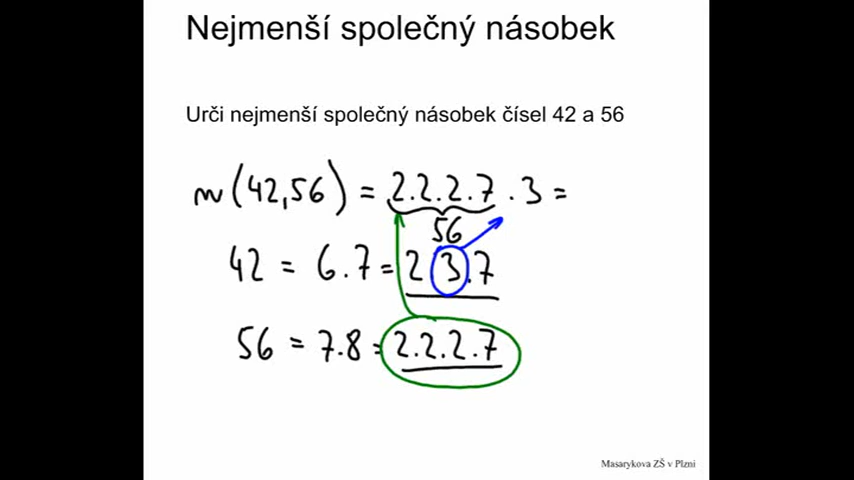 Nejmenší společný násobek
Urči nejmenší společný násobek čísel 42 a 56
n(42,56) = 2.2.2.7 . 3 =
56
42 = 6.7 = 2 3.7
56 = 7.8 = 2.2.2.7
Masarykova ZŠ v Plzni